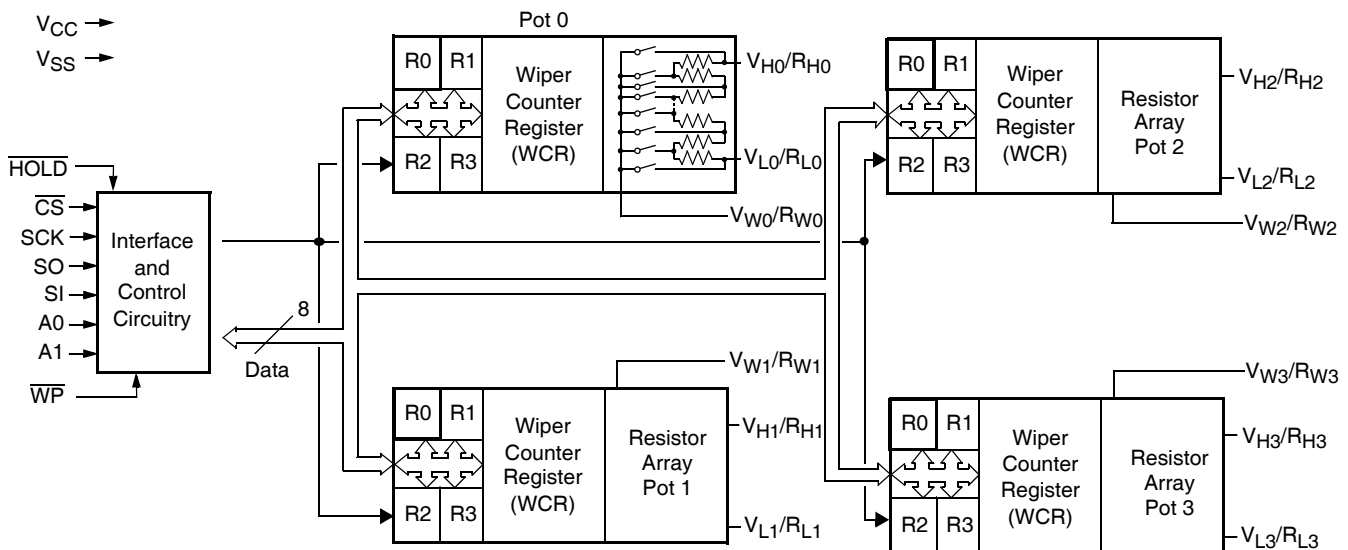 Pot 0
VCC
VSS
R0 R1
R2 R3
Wiper
Counter
Register
(WCR)
VH0/RH0
VL0/RL0
VW0/RW0
R0 R1
R2 R3
Wiper
Counter
Register
(WCR)
Resistor
Array
Pot 2
VH2/RH2
VL2/RL2
VW2/RW2
HOLD
CS
SCK
SO
SI
A0
A1
WP
Interface
and
Control
Circuitry
8
Data
R0 R1
R2 R3
Wiper
Counter
Register
(WCR)
Resistor
Array
Pot 1
VW1/RW1
VH1/RH1
VL1/RL1
R0 R1
R2 R3
Wiper
Counter
Register
(WCR)
Resistor
Array
Pot 3
VW3/RW3
VH3/RH3
VL3/RL3